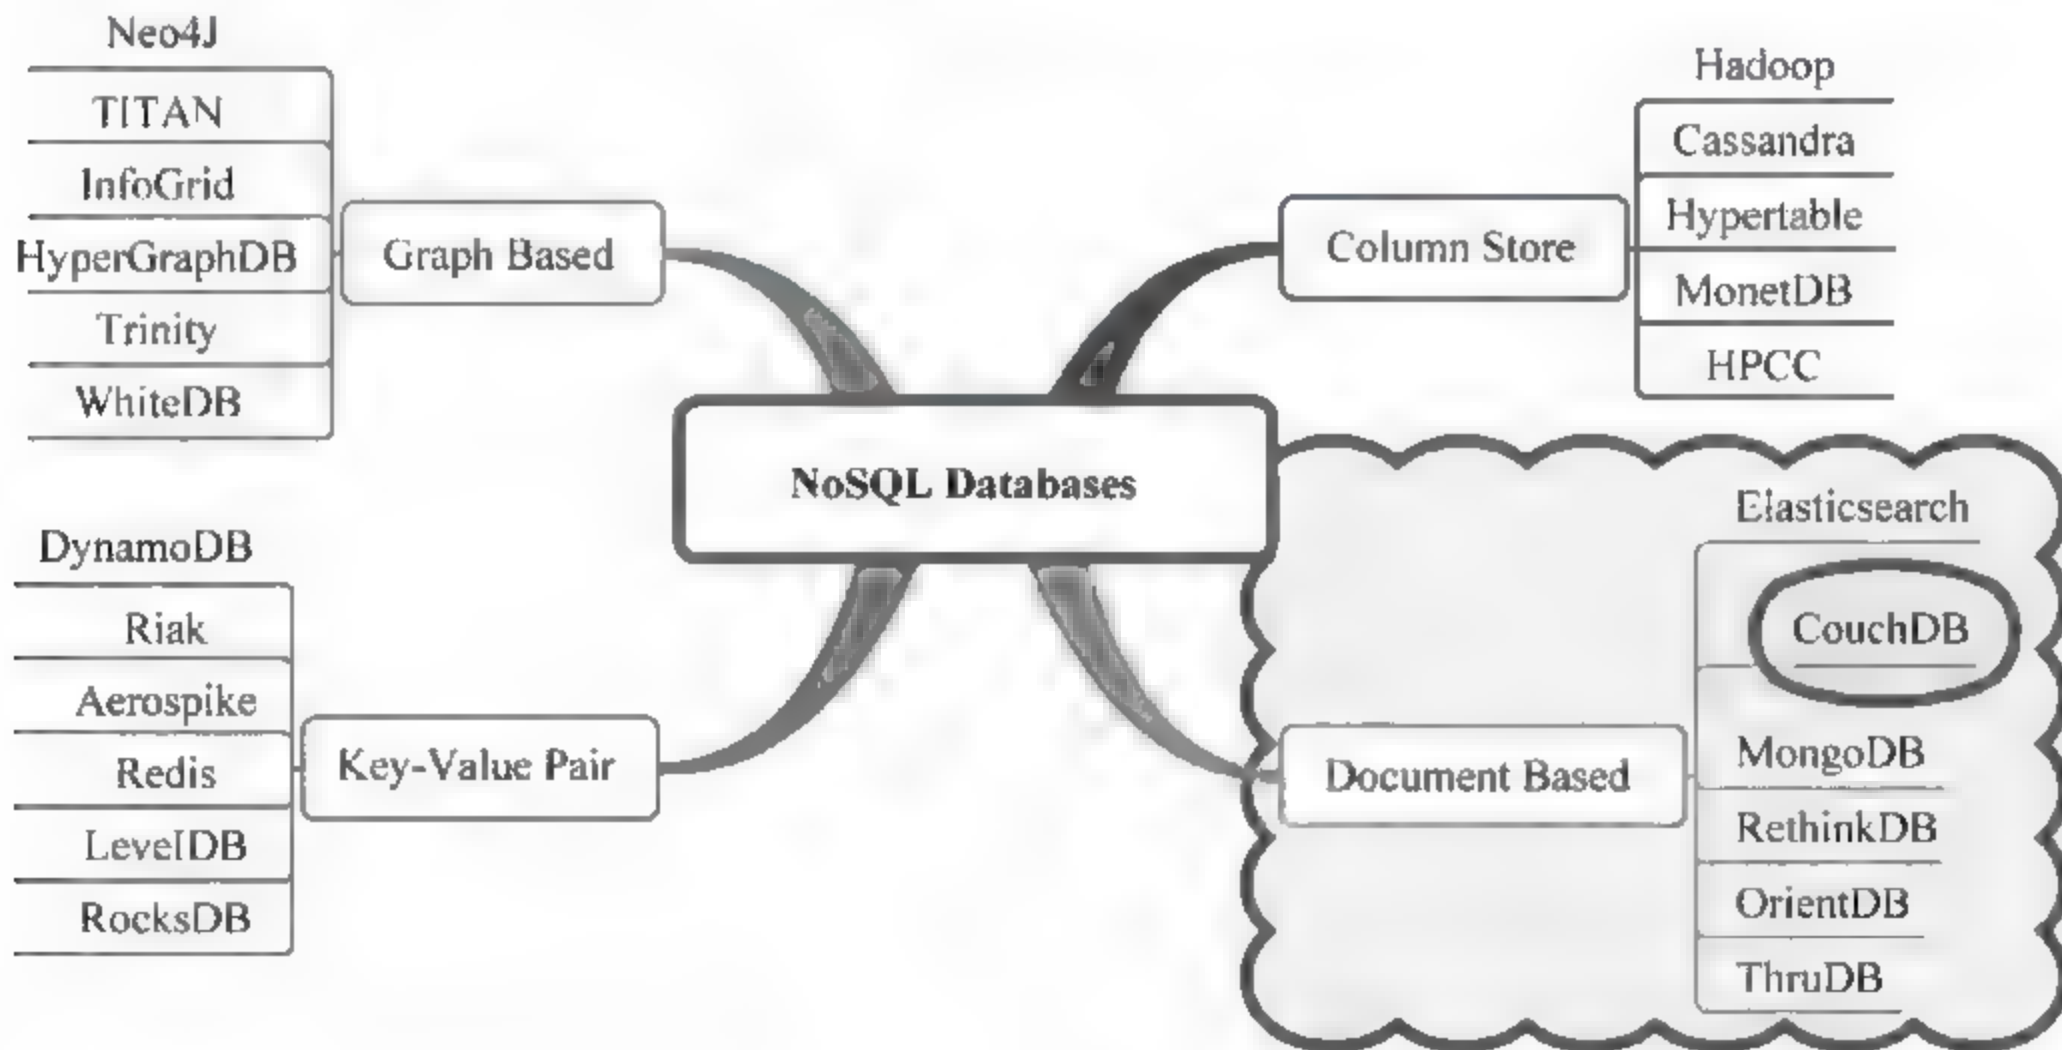 Neo4J
TITAN
InfoGrid
HyperGraphDB
Trinity
WhiteDB
Graph Based
Hadoop
Cassandra
Hypertable
MonetDB
HPCC
Column Store
NoSQL Databases
DynamoDB
Riak
Aerospike
Redis
LevelDB
RocksDB
Key-Value Pair
Elasticsearch
CouchDB
MongoDB
RethinkDB
OrientDB
ThruDB
Document Based